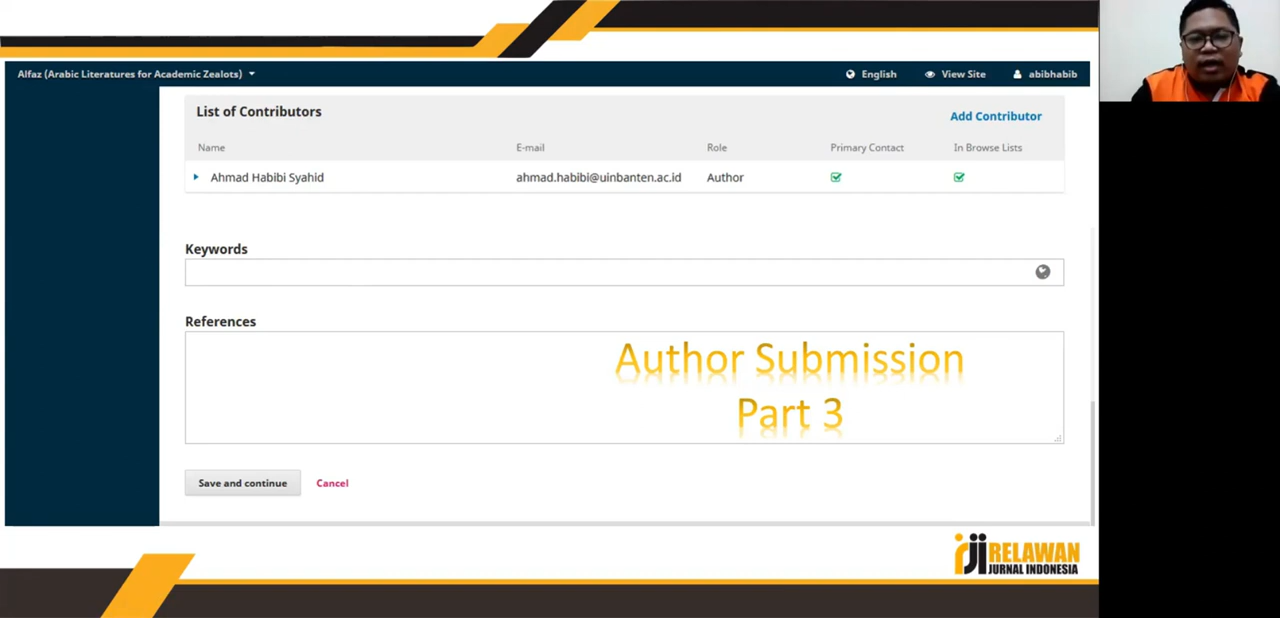 Alfaz (Arabic Literatures for Academic Zealots)
English View Site abibhabib
List of Contributors
Add Contributor
Name E-mail Role Primary Contact In Browse Lists
Ahmad Habibi Syahid ahmad.habibi@uinbanten.ac.id Author
Keywords
References
Author Submission
Part 3
Save and continue Cancel
rji RELAWAN
JURNAL INDONESIA